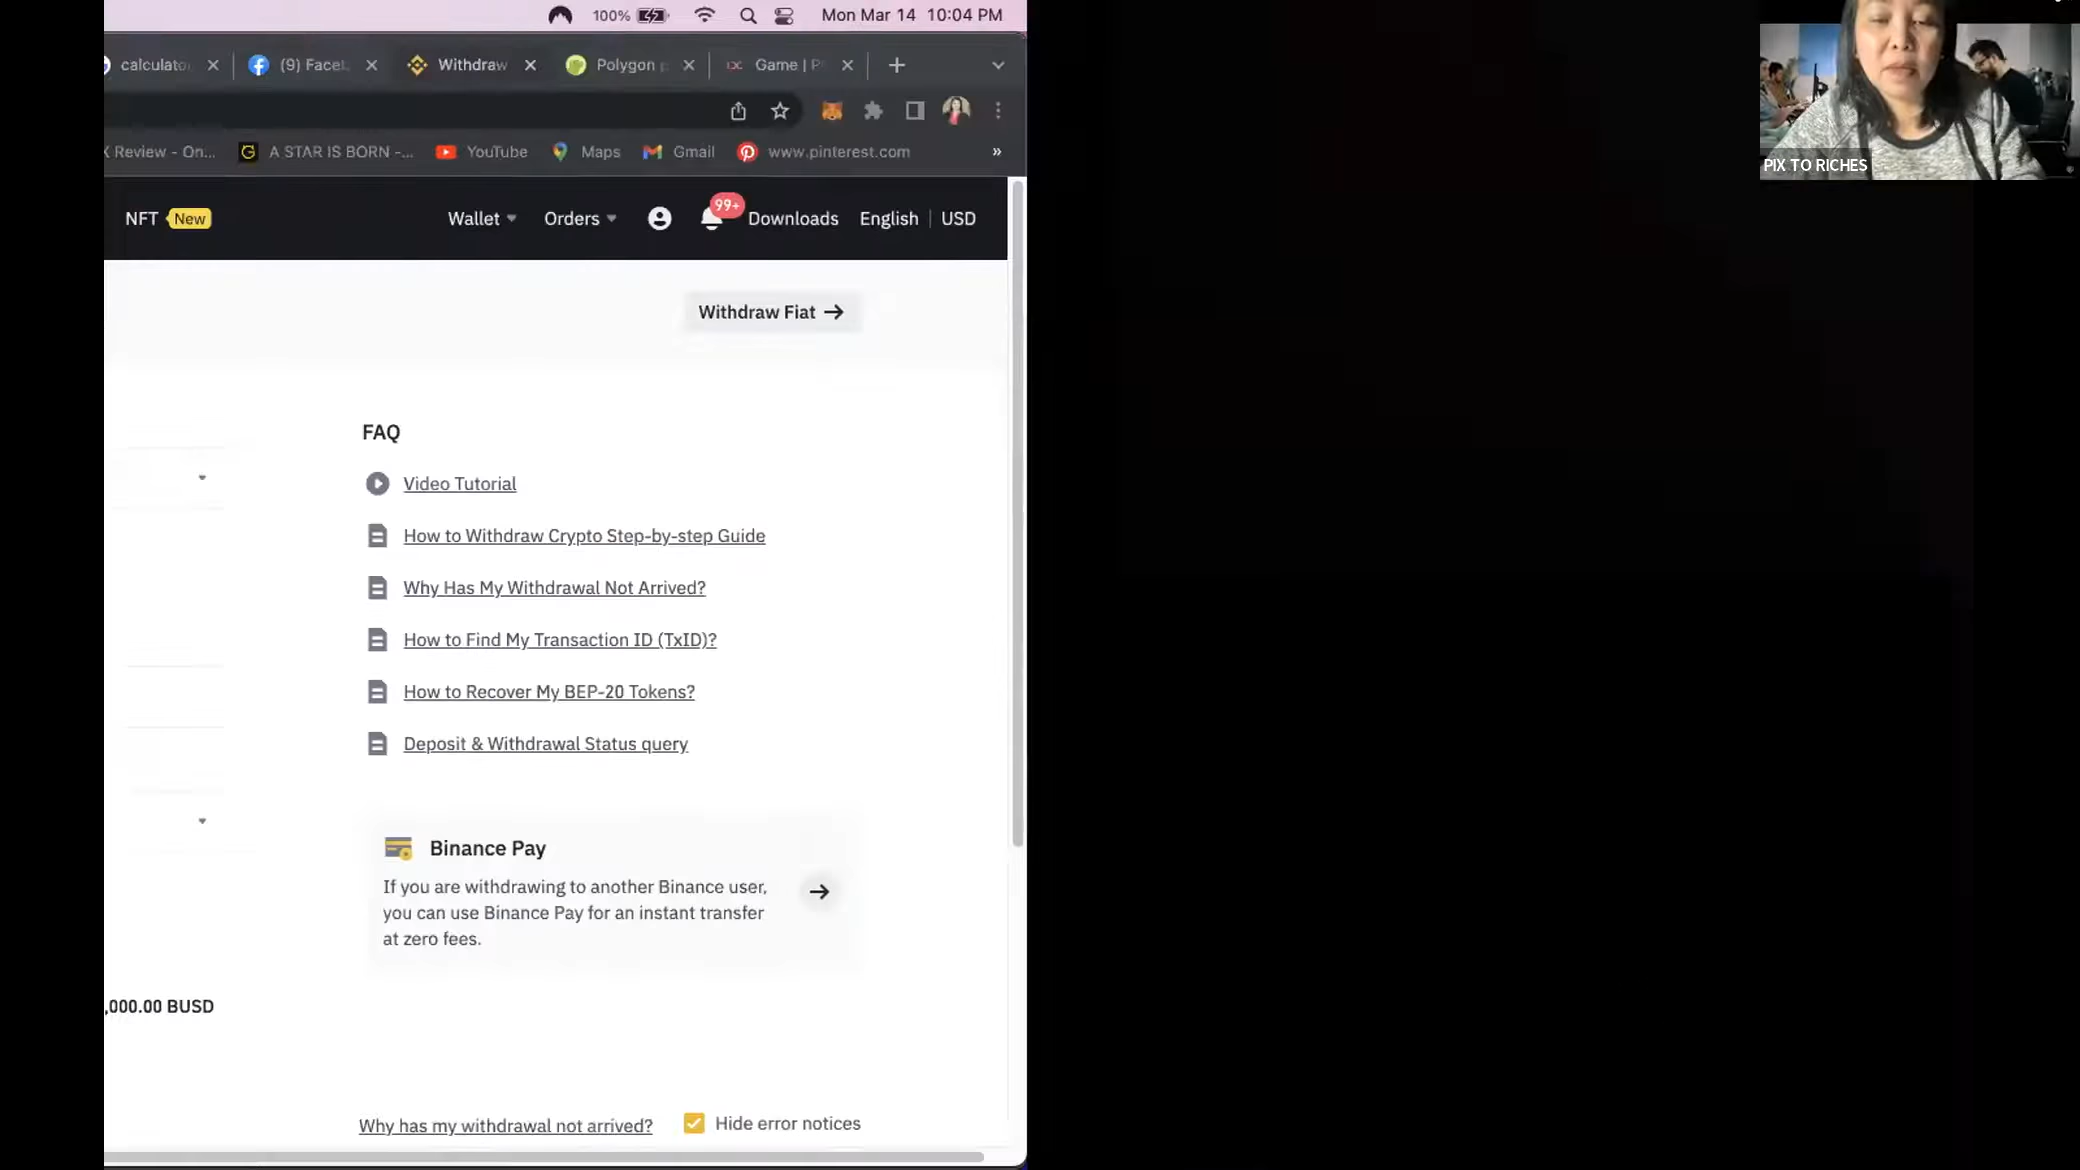 100% Mon Mar 14 10:04 PM
calculato (9) Facel Withdraw Polygon p Game | P
Review - On... A STAR IS BORN -... YouTube Maps Gmail www.pinterest.com »
NFT New Wallet Orders 99+ Downloads English | USD
Withdraw Fiat →
FAQ
Video Tutorial
How to Withdraw Crypto Step-by-step Guide
Why Has My Withdrawal Not Arrived?
How to Find My Transaction ID (TxID)?
How to Recover My BEP-20 Tokens?
Deposit & Withdrawal Status query
Binance Pay
If you are withdrawing to another Binance user,
you can use Binance Pay for an instant transfer
at zero fees.
,000.00 BUSD
Why has my withdrawal not arrived? Hide error notices
PIX TO RICHES